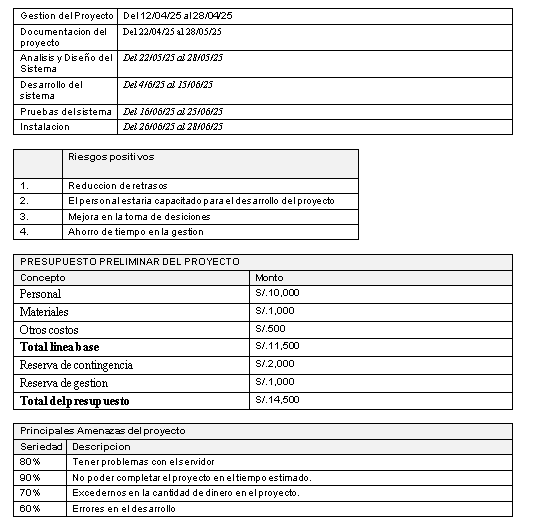 Gestion del Proyecto Del 12/04/25 al 28/04/25
Documentacion del Del 22/04/25 al 28/05/25
proyecto
Analisis y Diseño del Del 22/05/25 al 28/05/25
Sistema
Desarrollo del Del 4/6/25 al 15/06/25
sistema
Pruebas del sistema Del 16/06/25 al 25/06/25
Instalacion Del 26/06/25 al 28/06/25
Riesgos positivos
1. Reduccion de retrasos
2. El personal estaria capacitado para el desarrollo del proyecto
3. Mejora en la toma de desiciones
4. Ahorro de tiempo en la gestion
PRESUPUESTO PRELIMINAR DEL PROYECTO
Concepto Monto
Personal S/.10,000
Materiales S/.1,000
Otros costos S/.500
Total linea base S/.11,500
Reserva de contingencia S/.2,000
Reserva de gestion S/.1,000
Total del presupuesto S/.14,500
Principales Amenazas del proyecto
Seriedad Descripcion
80% Tener problemas con el servidor
90% No poder completar el proyecto en el tiempo estimado.
70% Excedernos en la cantidad de dinero en el proyecto.
60% Errores en el desarrollo